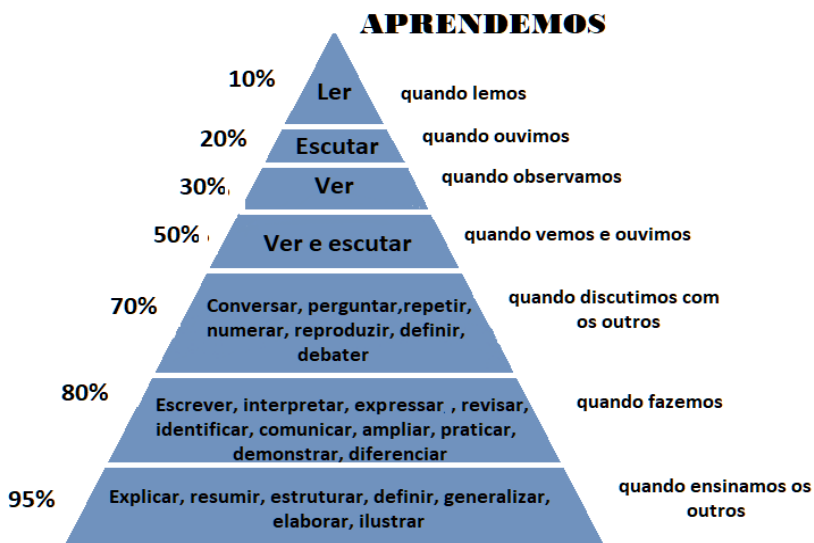 APRENDEMOS
10%
Ler
quando lemos
20%
Escutar
quando ouvimos
30%
Ver
quando observamos
50%
Ver e escutar
quando vemos e ouvimos
70%
Conversar, perguntar,repetir,
numerar, reproduzir, definir,
debater
quando discutimos com
os outros
80%
Escrever, interpretar, expressar , revisar,
identificar, comunicar, ampliar, praticar,
demonstrar, diferenciar
quando fazemos
95%
Explicar, resumir, estruturar, definir, generalizar,
elaborar, ilustrar
quando ensinamos os
outros